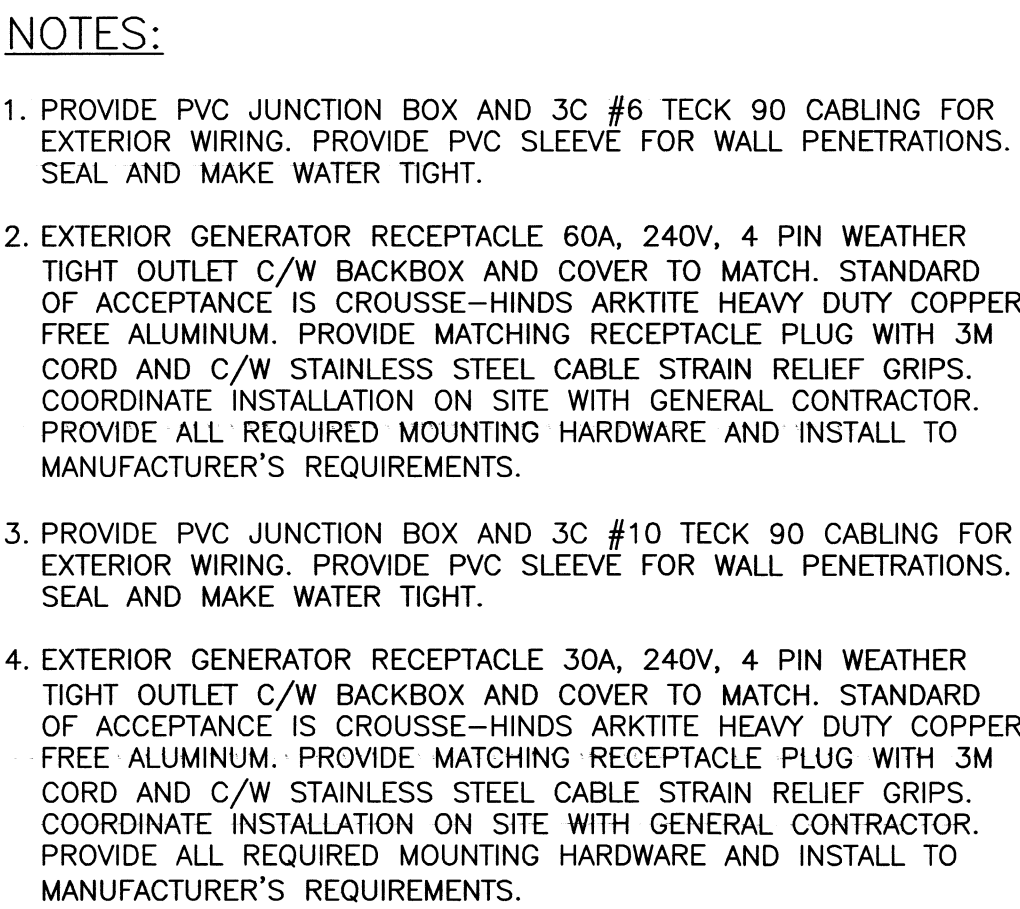 NOTES:
1. PROVIDE PVC JUNCTION BOX AND 3C #6 TECK 90 CABLING FOR
EXTERIOR WIRING. PROVIDE PVC SLEEVE FOR WALL PENETRATIONS.
SEAL AND MAKE WATER TIGHT.
2. EXTERIOR GENERATOR RECEPTACLE 60A, 240V, 4 PIN WEATHER
TIGHT OUTLET C/W BACKBOX AND COVER TO MATCH. STANDARD
OF ACCEPTANCE IS CROUSSE-HINDS ARKTITE HEAVY DUTY COPPER
FREE ALUMINUM. PROVIDE MATCHING RECEPTACLE PLUG WITH 3M
CORD AND C/W STAINLESS STEEL CABLE STRAIN RELIEF GRIPS.
COORDINATE INSTALLATION ON SITE WITH GENERAL CONTRACTOR.
PROVIDE ALL REQUIRED MOUNTING HARDWARE AND INSTALL TO
MANUFACTURER'S REQUIREMENTS.
3. PROVIDE PVC JUNCTION BOX AND 3C #10 TECK 90 CABLING FOR
EXTERIOR WIRING. PROVIDE PVC SLEEVE FOR WALL PENETRATIONS.
SEAL AND MAKE WATER TIGHT.
4. EXTERIOR GENERATOR RECEPTACLE 30A, 240V, 4 PIN WEATHER
TIGHT OUTLET C/W BACKBOX AND COVER TO MATCH. STANDARD
OF ACCEPTANCE IS CROUSSE-HINDS ARKTITE HEAVY DUTY COPPER
FREE ALUMINUM. PROVIDE MATCHING RECEPTACLE PLUG WITH 3M
CORD AND C/W STAINLESS STEEL CABLE STRAIN RELIEF GRIPS.
COORDINATE INSTALLATION ON SITE WITH GENERAL CONTRACTOR.
PROVIDE ALL REQUIRED MOUNTING HARDWARE AND INSTALL TO
MANUFACTURER'S REQUIREMENTS.